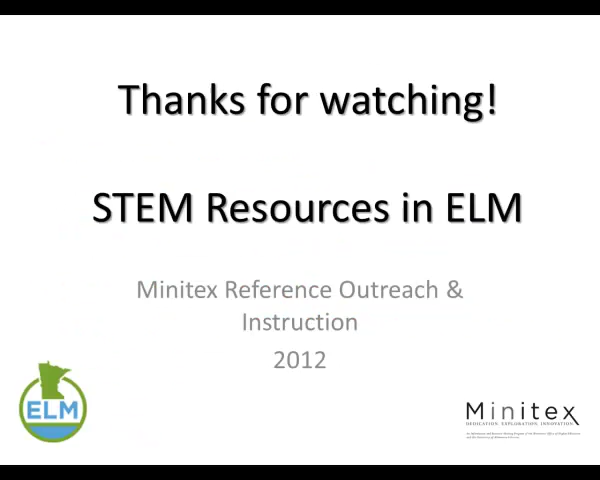 Thanks for watching!
STEM Resources in ELM
Minitex Reference Outreach &
Instruction
2012
ELM
Minitex
DEDICATION. EXPLORATION. INNOVATION.